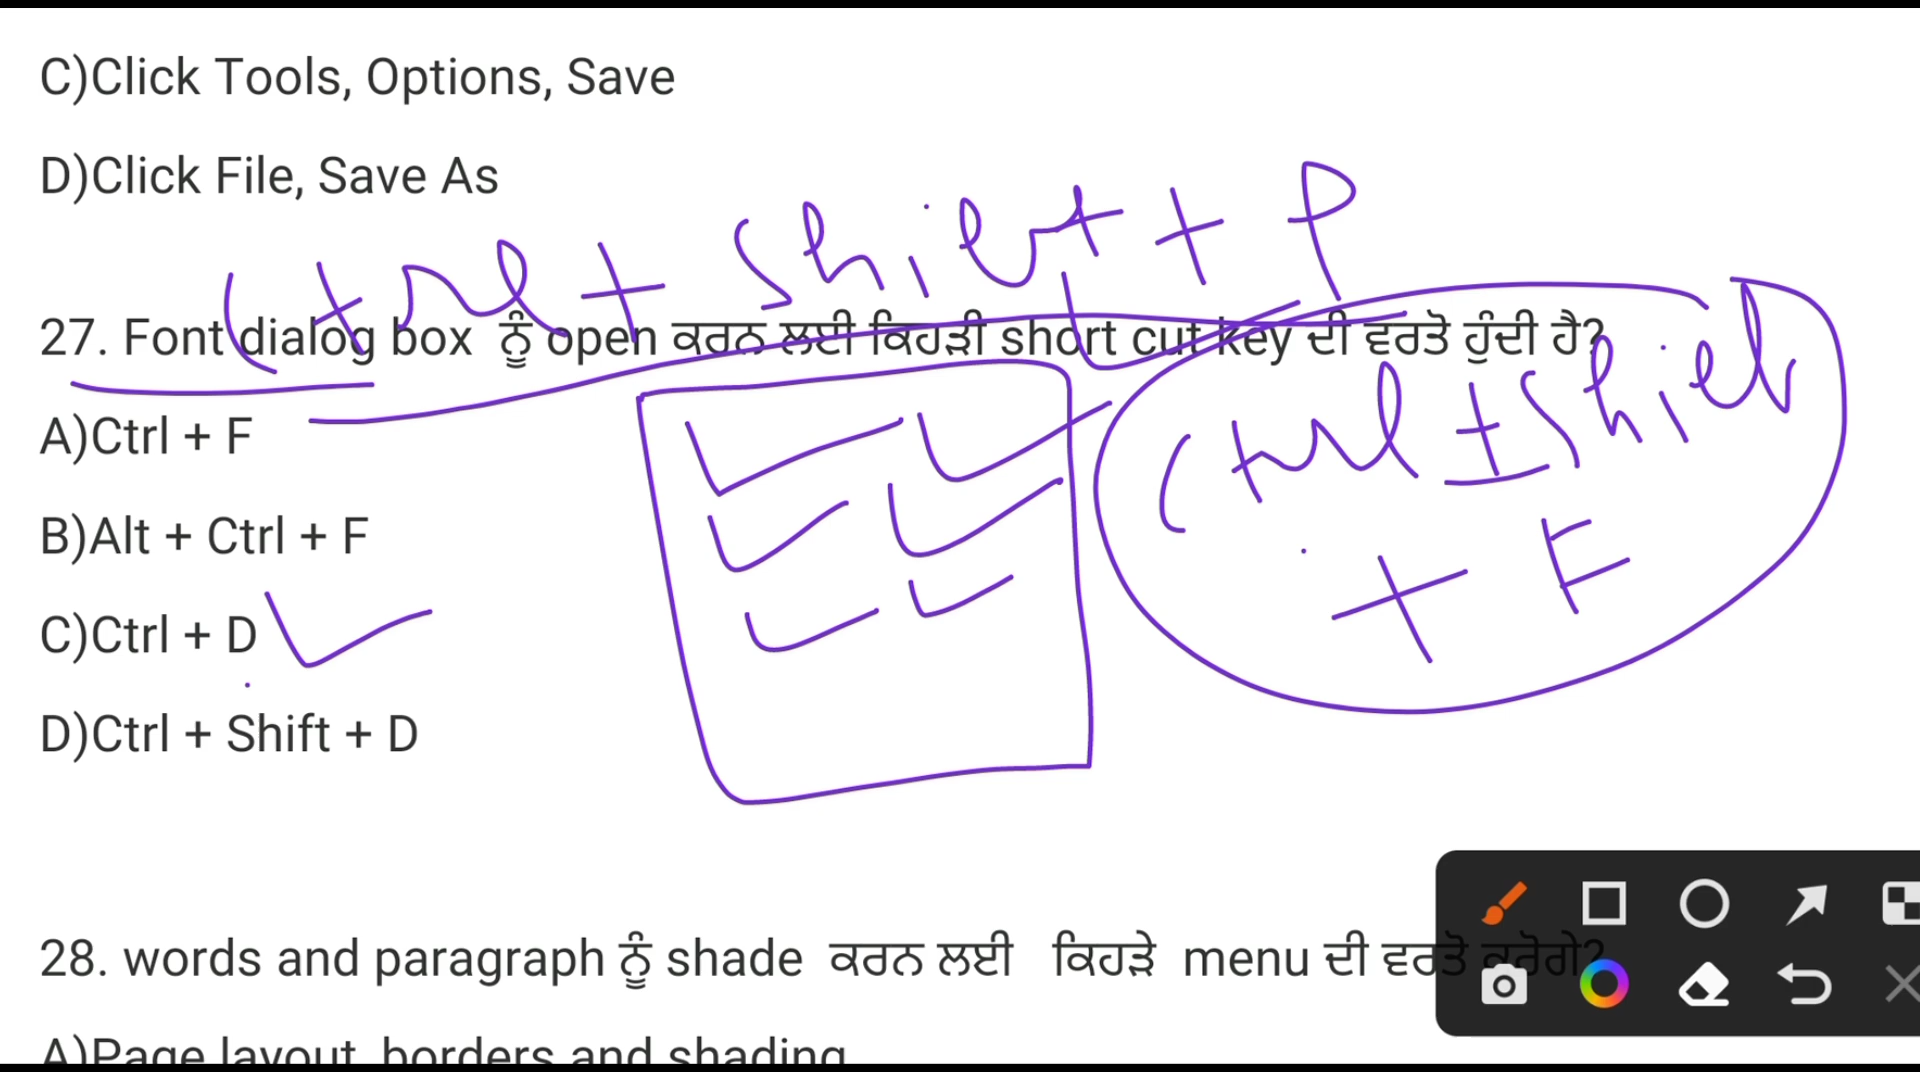 C)Click Tools, Options, Save
D)Click File, Save As
Ctrl + Shift + P
27. Font dialog box ਨੂੰ open ਕਰਨ ਲਈ ਕਿਹੜੀ short cut key ਦੀ ਵਰਤੋ ਹੁੰਦੀ ਹੈ?
A)Ctrl + F
Ctrl + Shift
+ F
B)Alt + Ctrl + F
C)Ctrl + D
D)Ctrl + Shift + D
28. words and paragraph ਨੂੰ shade ਕਰਨ ਲਈ ਕਿਹੜੇ menu ਦੀ ਵਰਤੋ ਕਰੋਗੇ?
A)Page layout, borders and shading